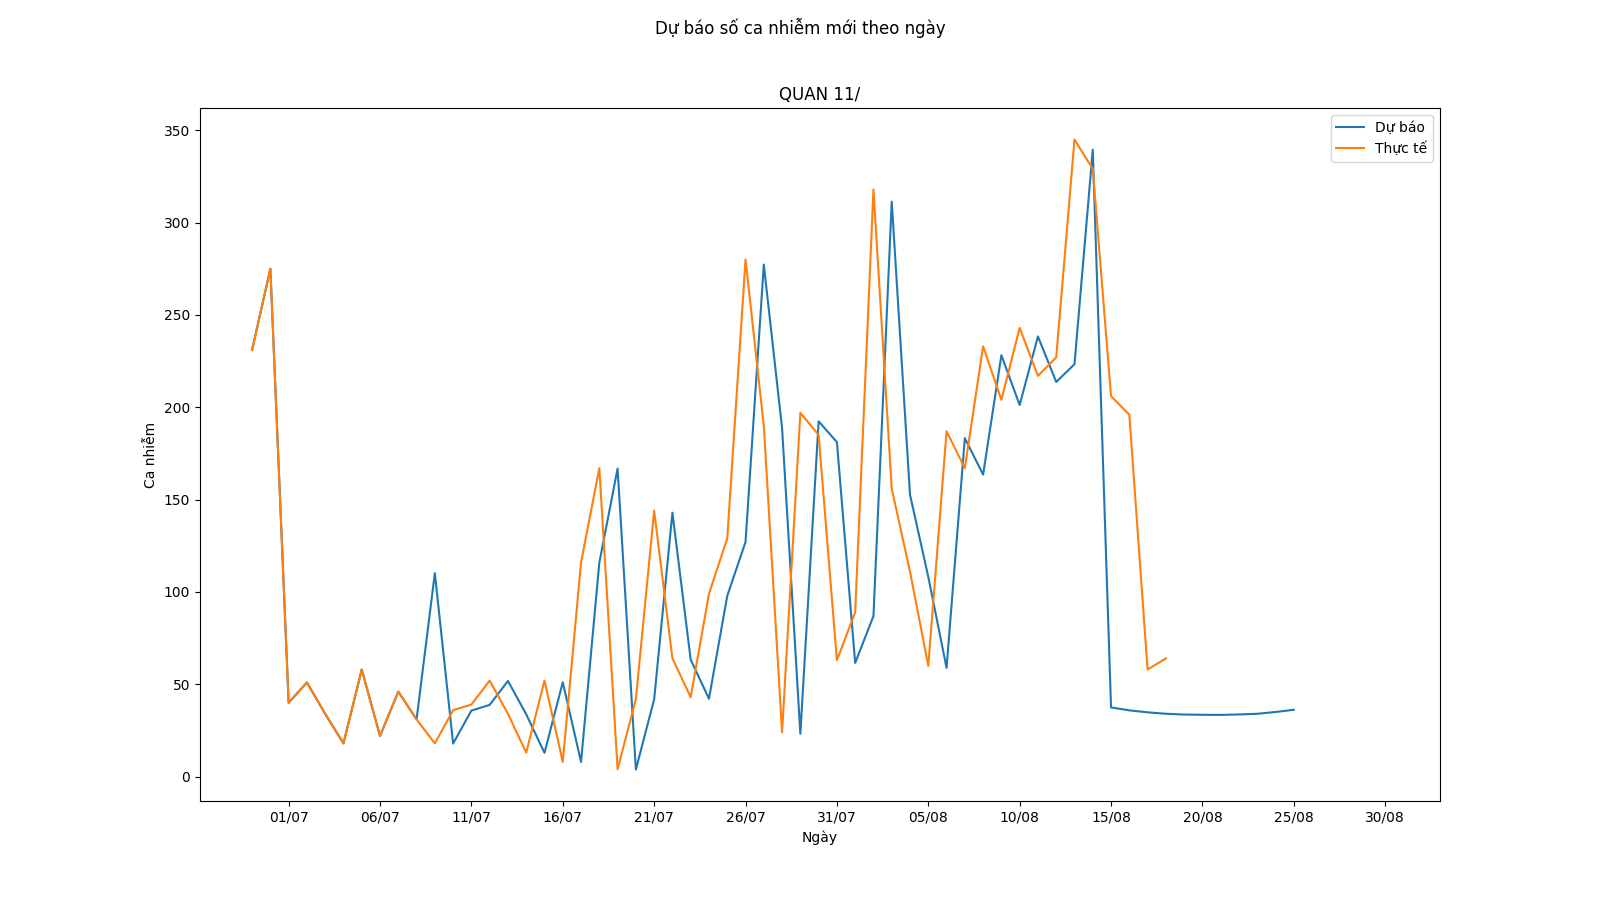 Dự báo số ca nhiễm mới theo ngày
QUAN 11/
Dự báo
Thực tế
350
300
250
200
150
100
50
0
Ca nhiễm
01/07 06/07 11/07 16/07 21/07 26/07 31/07 05/08 10/08 15/08 20/08 25/08 30/08
Ngày